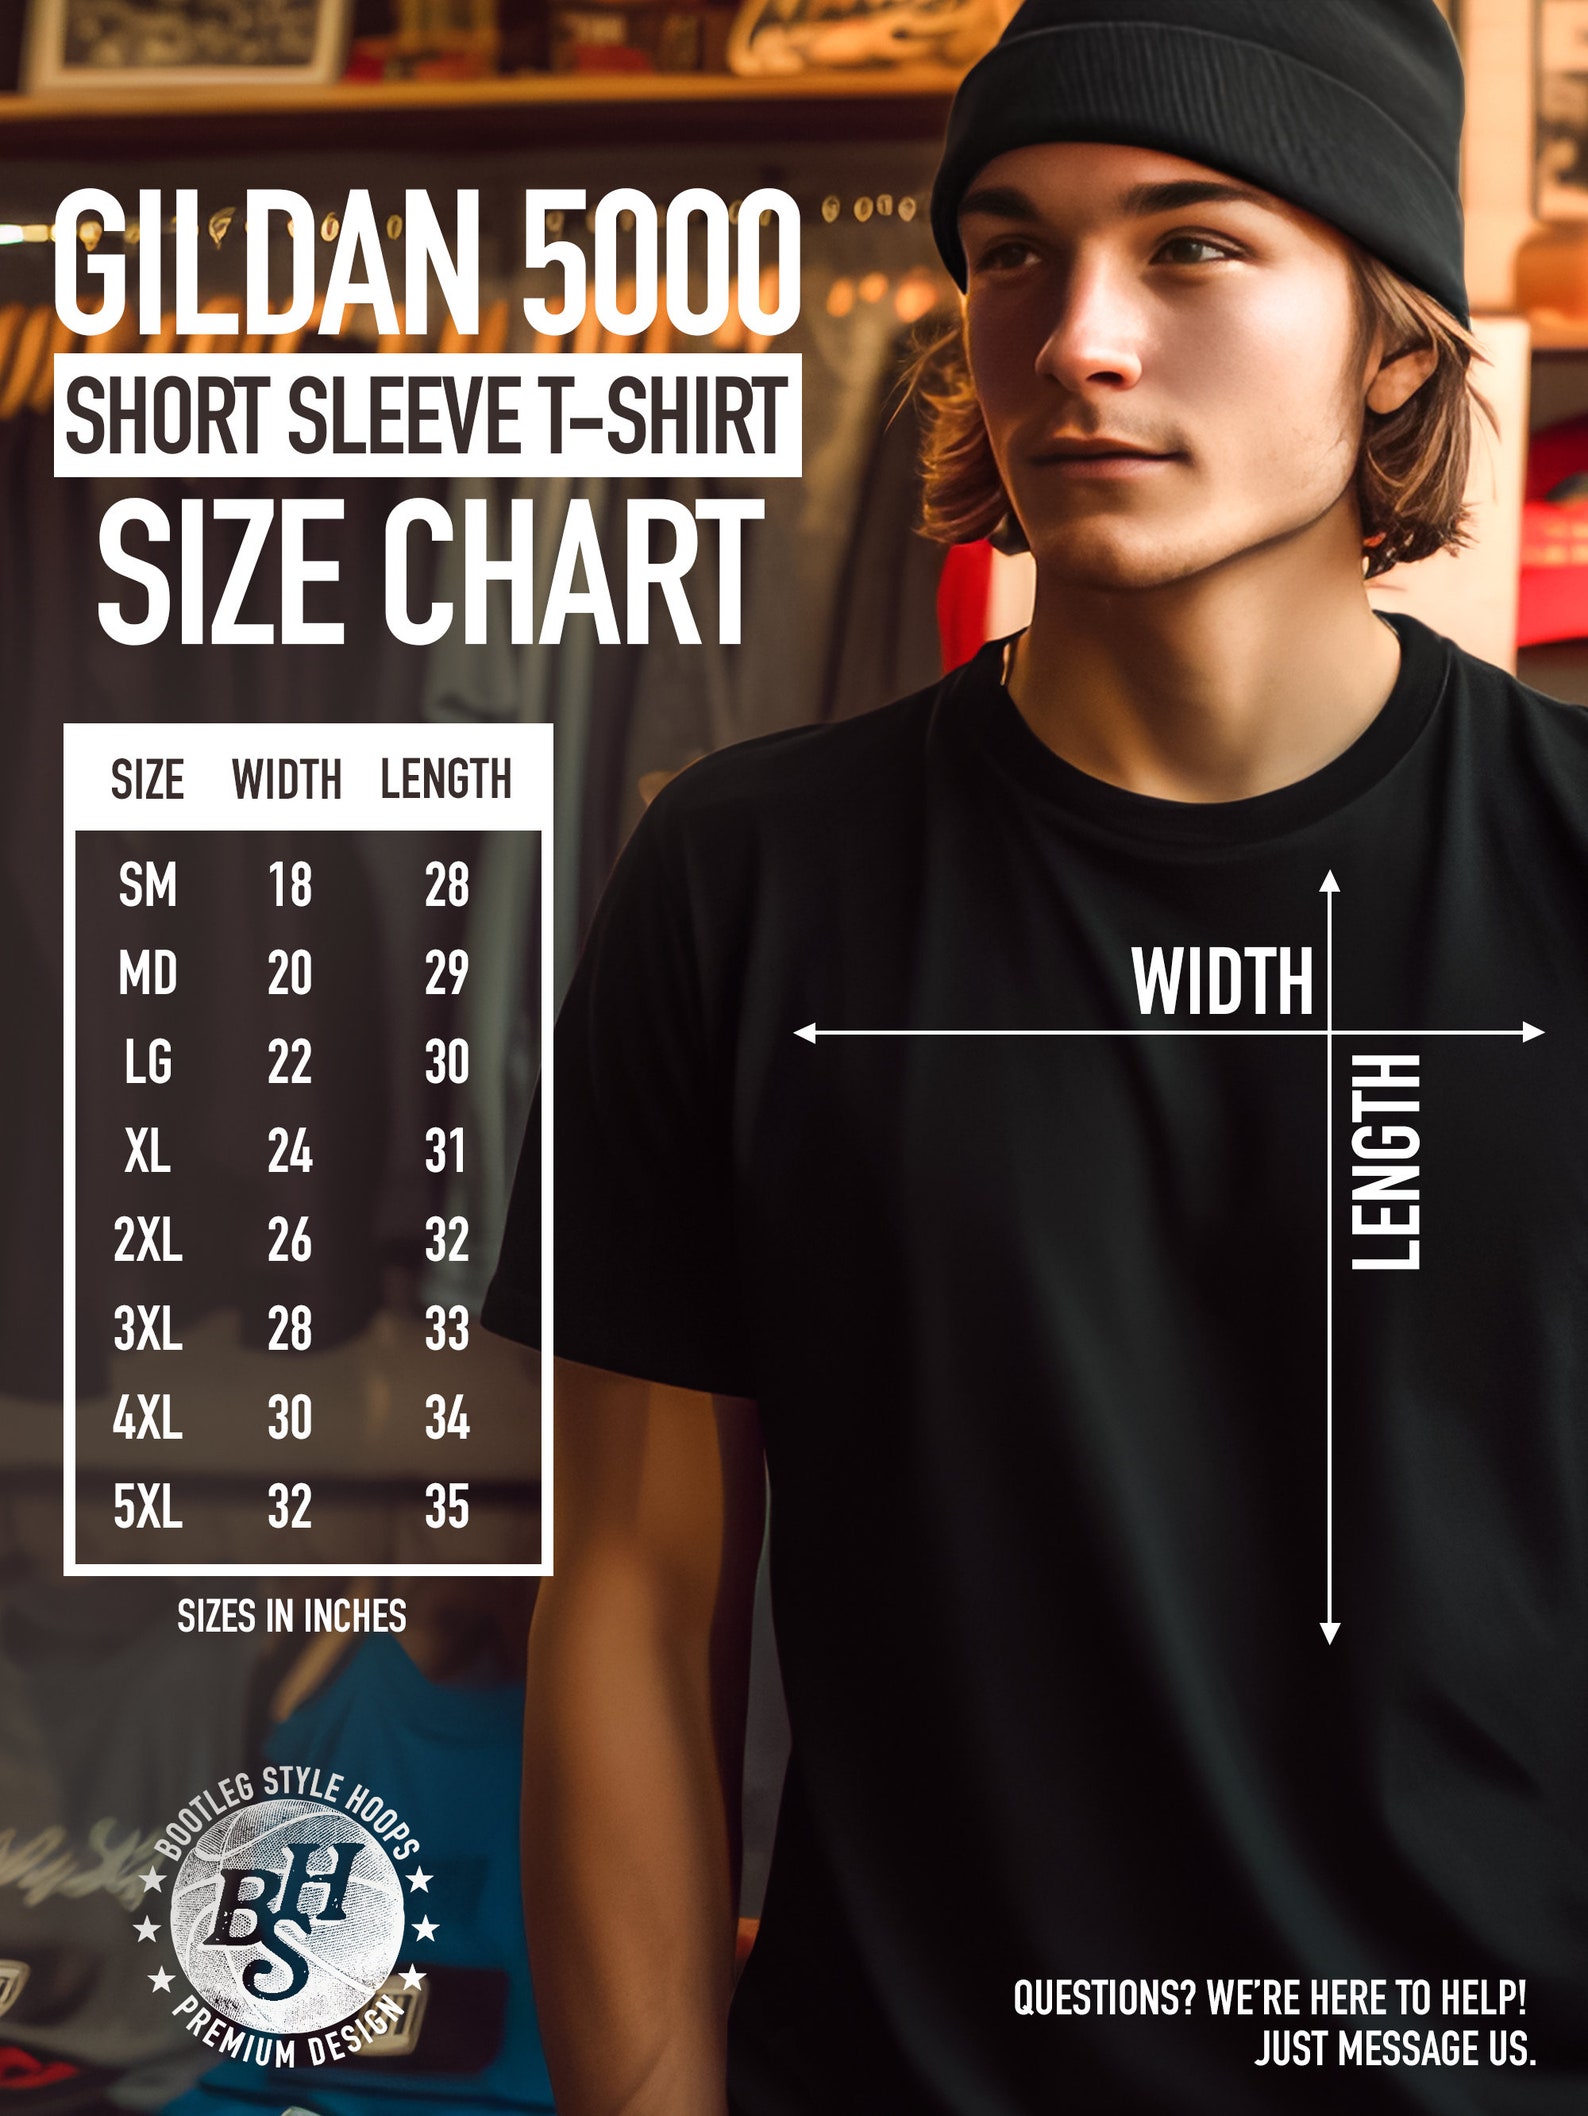 GILDAN 5000
SHORT SLEEVE T-SHIRT
SIZE CHART
SIZE WIDTH LENGTH
SM 18 28
MD 20 29
LG 22 30
XL 24 31
2XL 26 32
3XL 28 33
4XL 30 34
5XL 32 35
SIZES IN INCHES
WIDTH
LENGTH
BOOTLEG STYLE HOOPS
BHS
PREMIUM DESIGN
QUESTIONS? WE'RE HERE TO HELP!
JUST MESSAGE US.